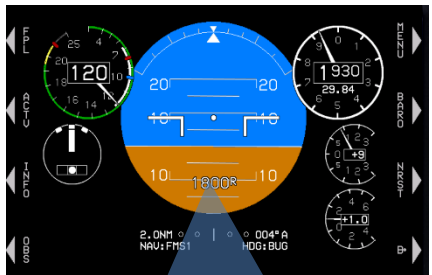 FPL
MENU
25
4
20
18
16
14
120
10
20
20
9
0
1930
29.84
ACTV
BARO
10
10
+9
INFO
NRST
10
10
1800R
+1.0
OBS
2.0NM
004°A
NAV:FMS1
HDG:BUG